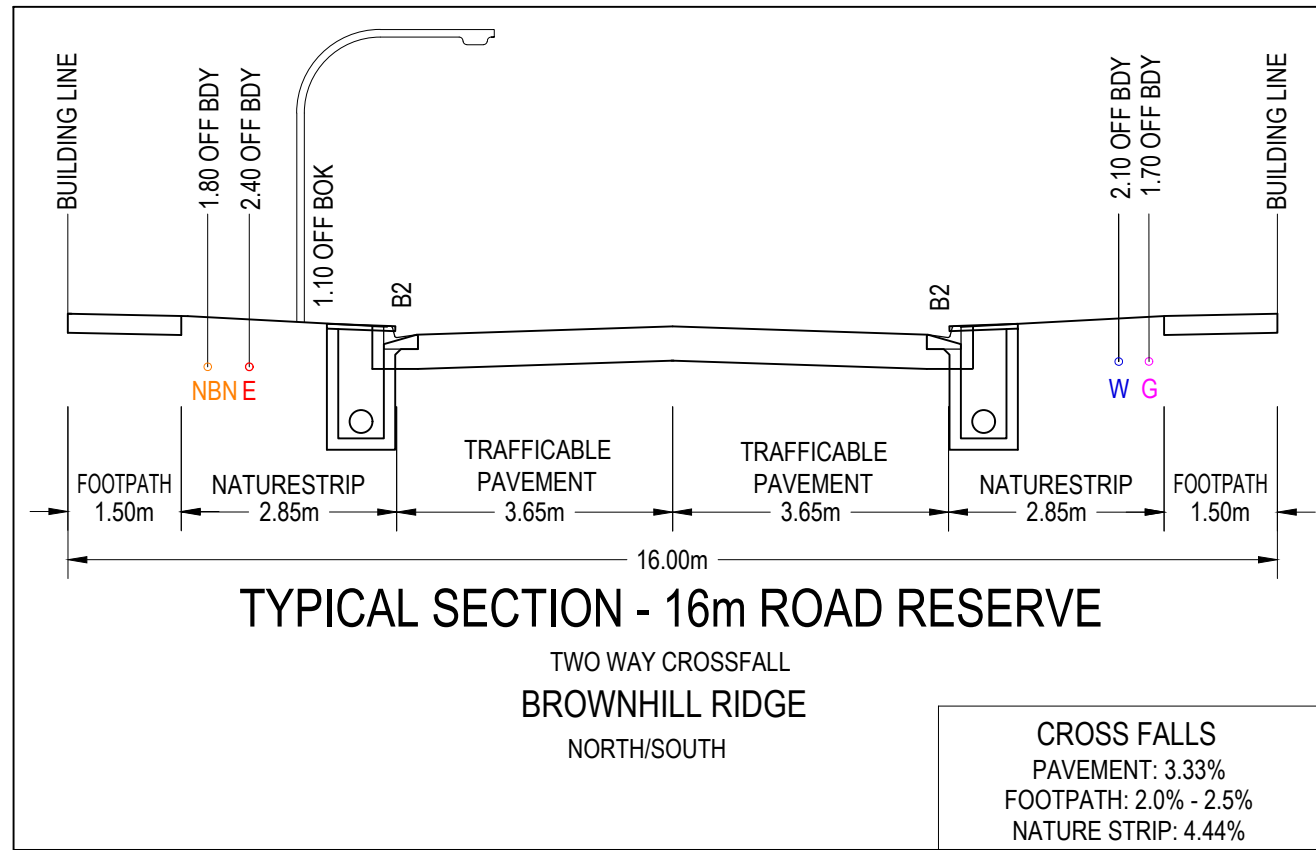 BUILDING LINE
1.80 OFF BDY
2.40 OFF BDY
1.10 OFF BOK
2.10 OFF BDY
1.70 OFF BDY
BUILDING LINE
B2
B2
NBN
E
W
G
FOOTPATH
1.50m
NATURESTRIP
2.85m
TRAFFICABLE
PAVEMENT
3.65m
TRAFFICABLE
PAVEMENT
3.65m
NATURESTRIP
2.85m
FOOTPATH
1.50m
16.00m
TYPICAL SECTION - 16m ROAD RESERVE
TWO WAY CROSSFALL
BROWNHILL RIDGE
NORTH/SOUTH
CROSS FALLS
PAVEMENT: 3.33%
FOOTPATH: 2.0% - 2.5%
NATURE STRIP: 4.44%